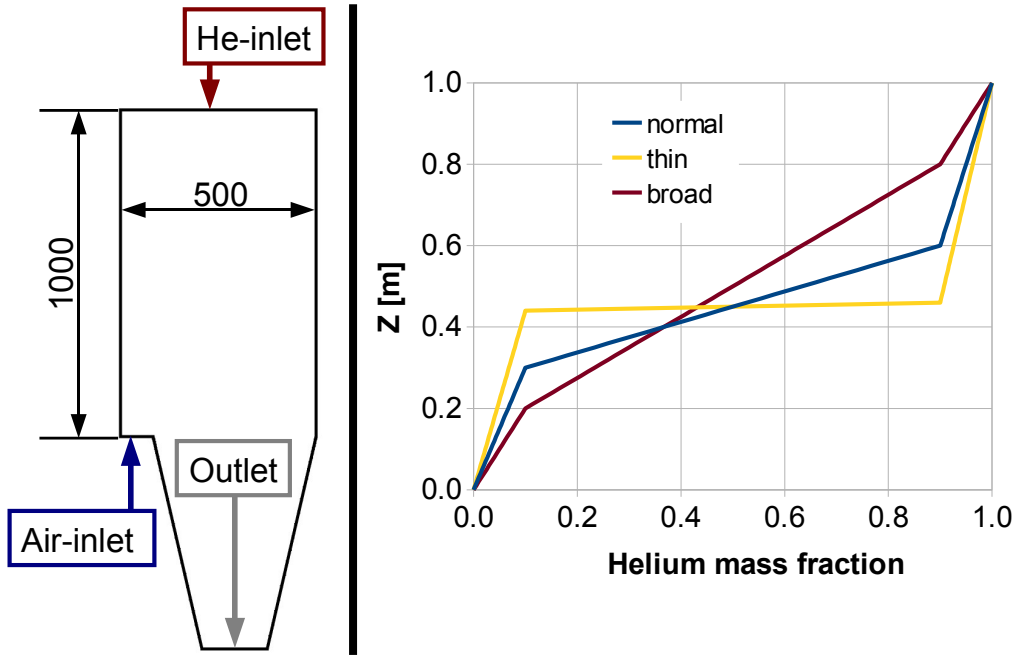 He-inlet
500
1000
Outlet
Air-inlet
1.0
0.8
0.6
0.4
0.2
0.0
Z [m]
normal
thin
broad
0.0 0.2 0.4 0.6 0.8 1.0
Helium mass fraction